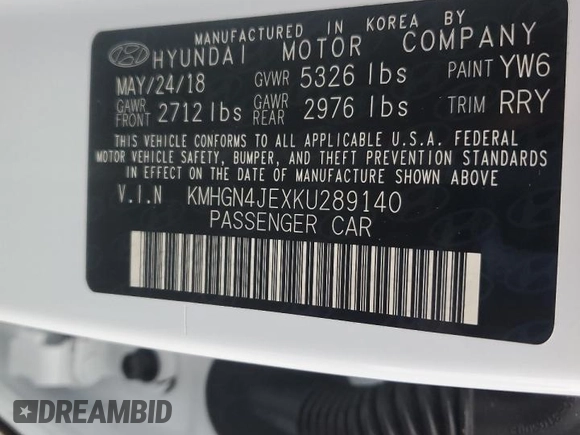 MANUFACTURED IN KOREA BY
HYUNDAI MOTOR COMPANY
MAY/24/18 GVWR 5326 lbs PAINT YW6
GAWR FRONT 2712 lbs GAWR REAR 2976 lbs TRIM RRY
THIS VEHICLE CONFORMS TO ALL APPLICABLE U.S.A. FEDERAL
MOTOR VEHICLE SAFETY, BUMPER, AND THEFT PREVENTION STANDARDS
IN EFFECT ON THE DATE OF MANUFACTURE SHOWN ABOVE
V.I.N KMHGN4JEXKU289140
PASSENGER CAR
DREAMBID